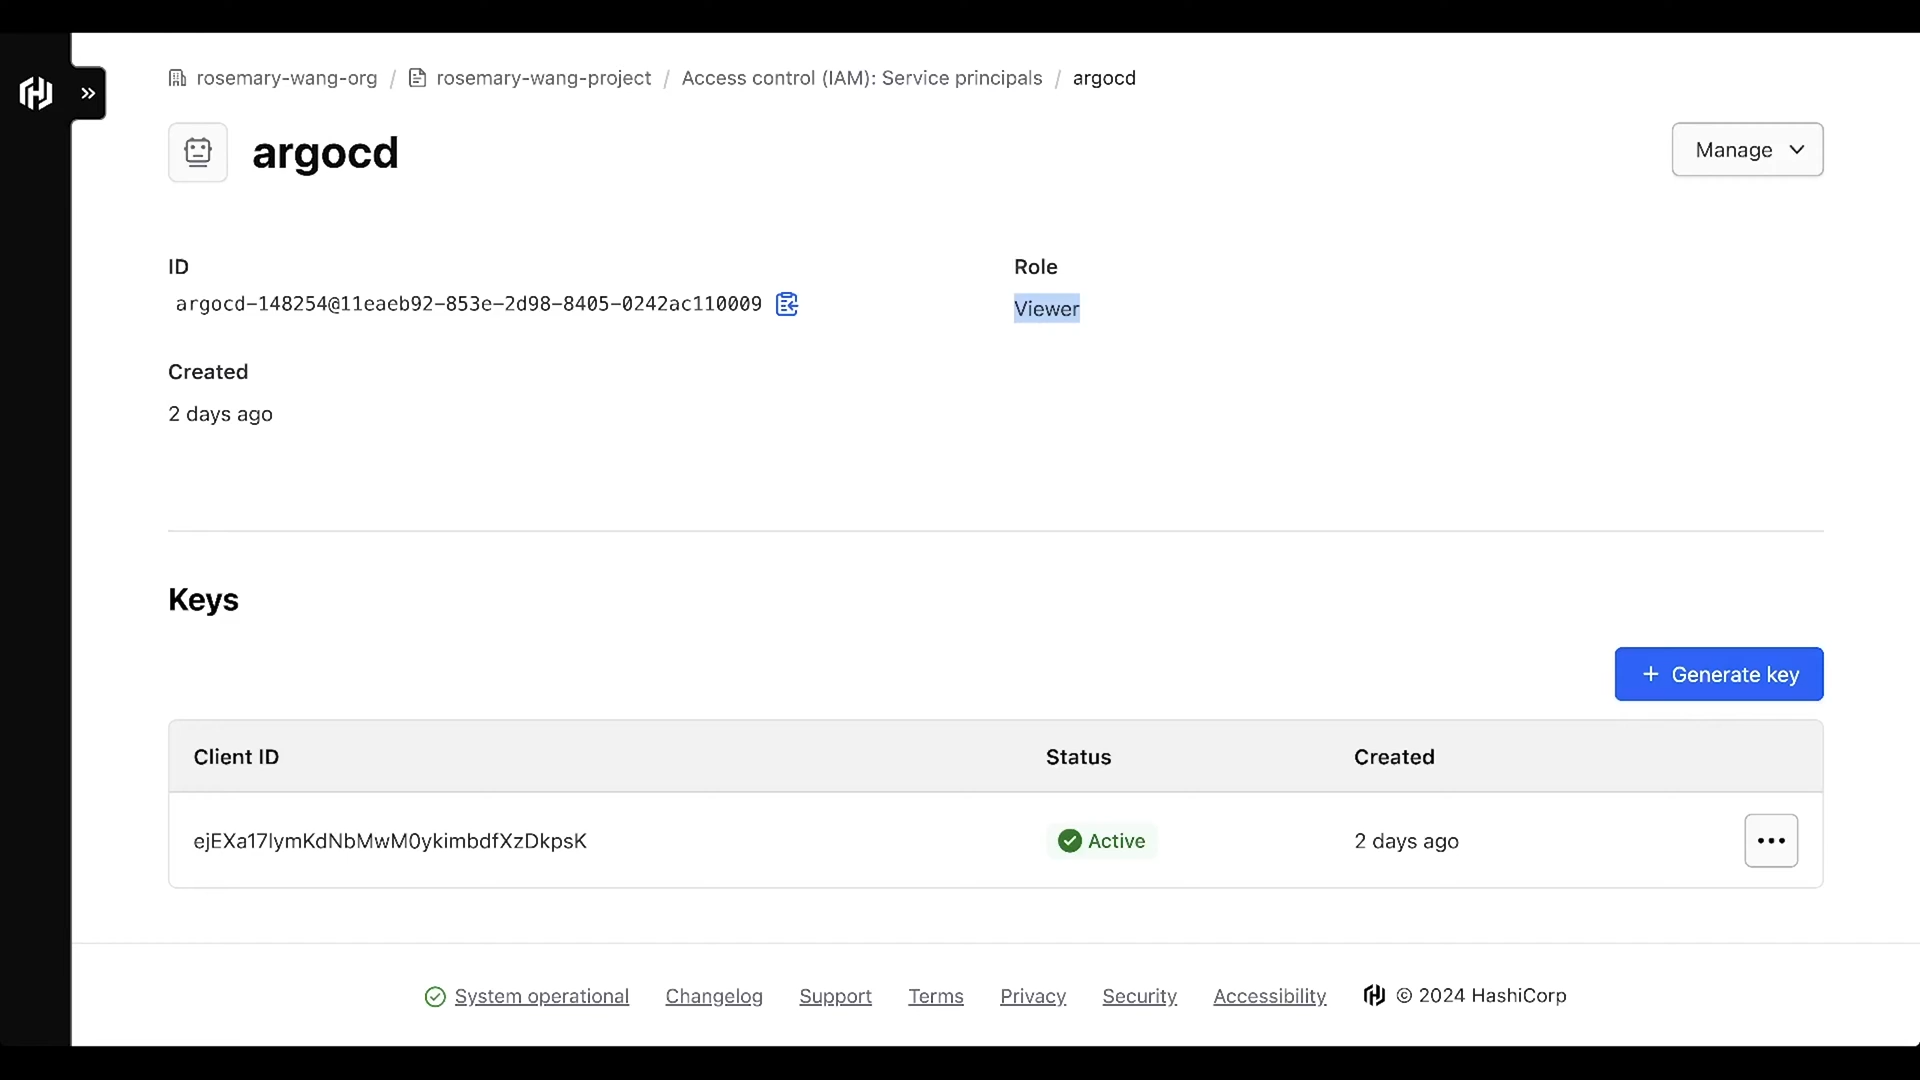 rosemary-wang-org / rosemary-wang-project / Access control (IAM): Service principals / argocd
argocd
Manage
ID
Role
argocd-148254@11eaeb92-853e-2d98-8405-0242ac110009
Viewer
Created
2 days ago
Keys
+ Generate key
Client ID Status Created
ejEXa17lymKdNbMwM0ykimbdfXzDkpsK Active 2 days ago
System operational Changelog Support Terms Privacy Security Accessibility © 2024 HashiCorp